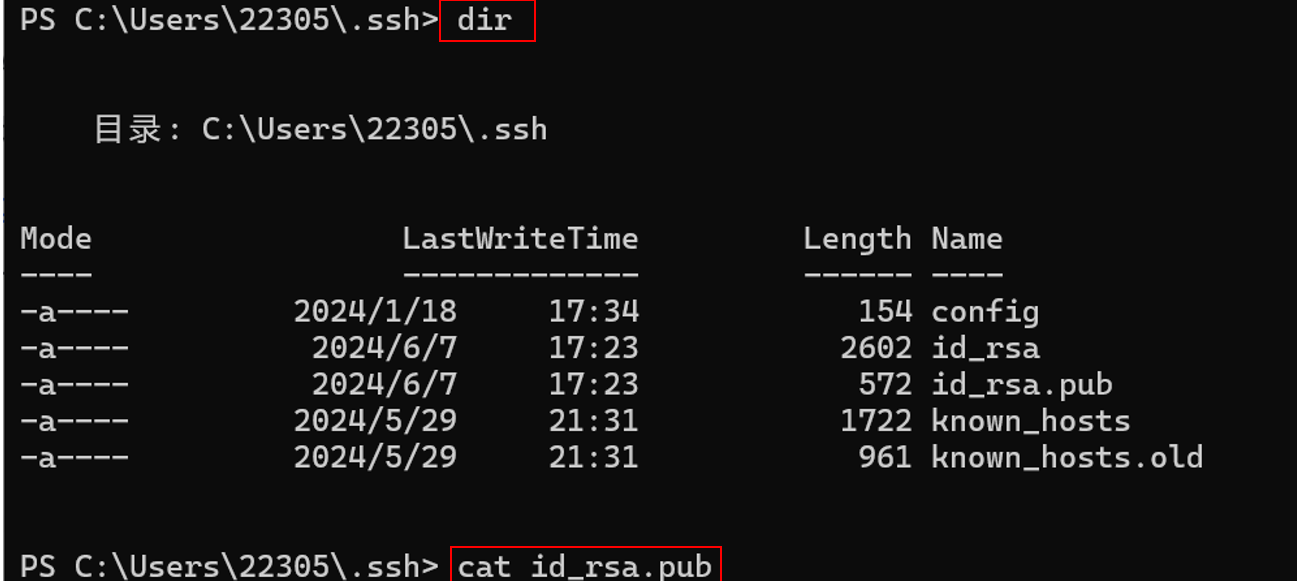 PS C:\Users\22305\.ssh> dir
目录: C:\Users\22305\.ssh
Mode                 LastWriteTime         Length Name
----                 -------------         ------ ----
-a----         2024/1/18     17:34            154 config
-a----          2024/6/7     17:23           2602 id_rsa
-a----          2024/6/7     17:23            572 id_rsa.pub
-a----         2024/5/29     21:31           1722 known_hosts
-a----         2024/5/29     21:31            961 known_hosts.old
PS C:\Users\22305\.ssh> cat id_rsa.pub